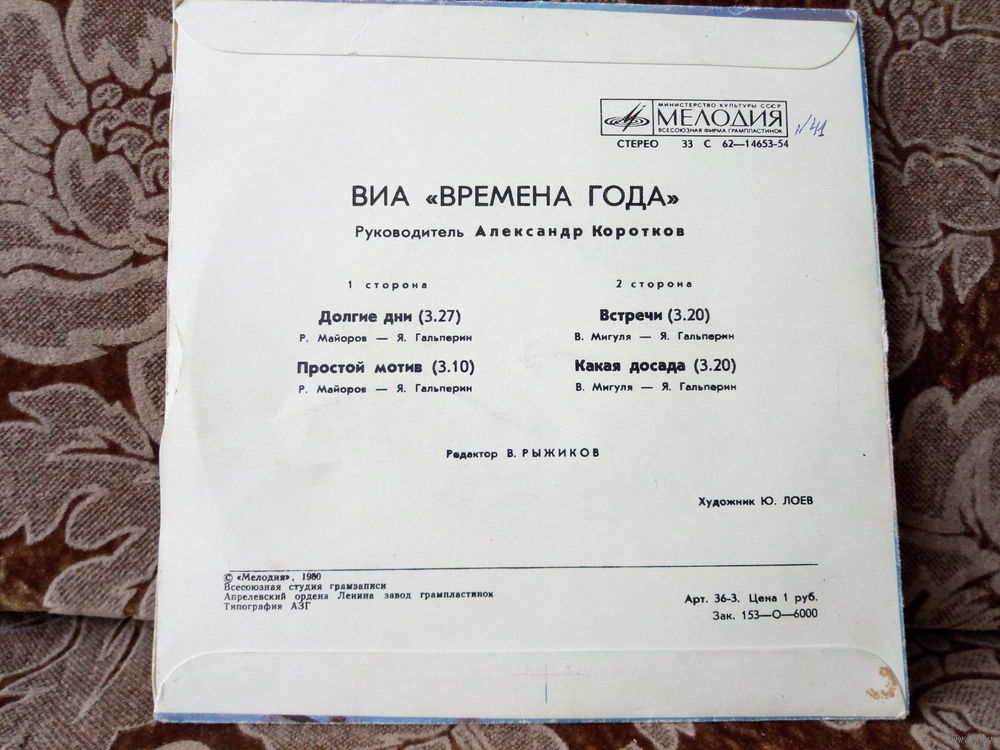 МИНИСТЕРСТВО КУЛЬТУРЫ СССР
МЕЛОДИЯ
ВСЕСОЮЗНАЯ ФИРМА ГРАМПЛАСТИНОК
СТЕРЕО 33 С 62—14653-54
№41
ВИА «ВРЕМЕНА ГОДА»
Руководитель Александр Коротков
1 сторона
Долгие дни (3.27)
Р. Майоров — Я. Гальперин
Простой мотив (3.10)
Р. Майоров — Я. Гальперин
2 сторона
Встречи (3.20)
В. Мигуля — Я. Гальперин
Какая досада (3.20)
В. Мигуля — Я. Гальперин
Редактор В. РЫЖИКОВ
Художник Ю. ЛОЕВ
© «Мелодия», 1980
Всесоюзная студия грамзаписи
Апрелевский ордена Ленина завод грампластинок
Типография АЗГ
Арт. 36-3. Цена 1 руб.
Зак. 153—О—6000